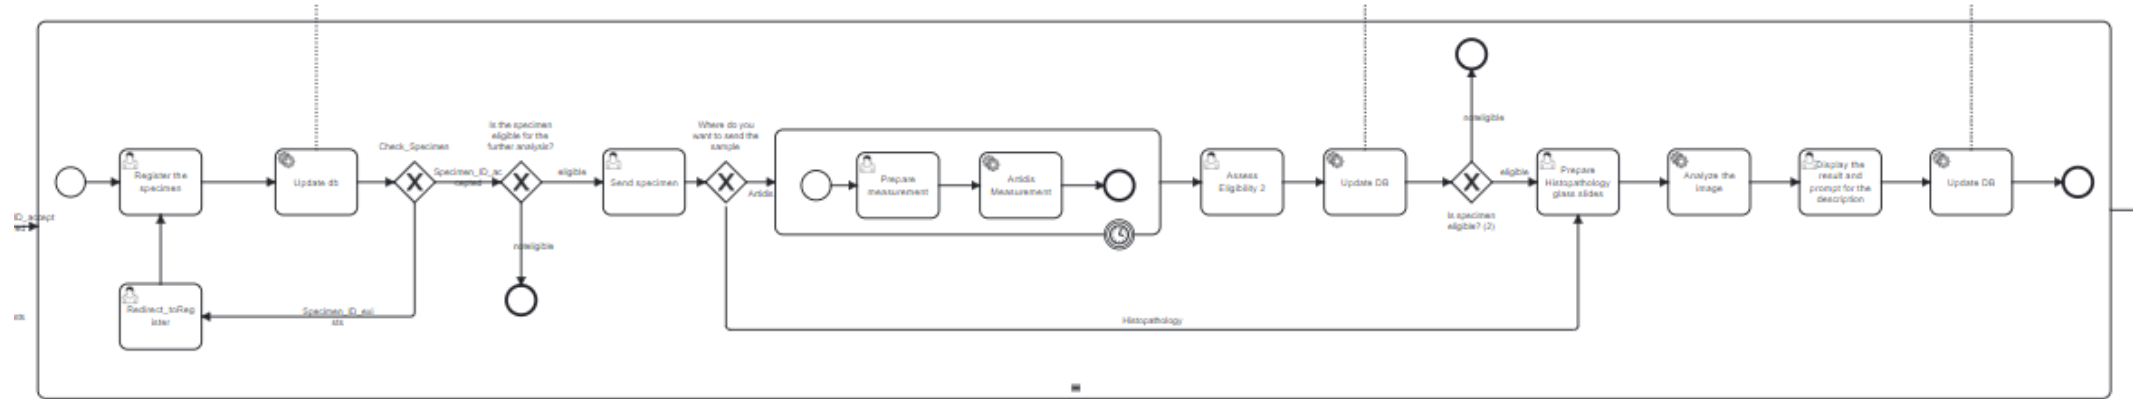 ID_accept
ed
sts
Register the
specimen
Update db
Check_Specimen
Specimen_ID_ac
cepted
Is the specimen
eligible for the
further analysis?
eligible
noteligible
Redirect_toReg
ister
Specimen_ID_exi
sts
Send specimen
Where do you
want to send the
sample
Artidis
Prepare
measurement
Artidis
Measurement
Histopathology
Assess
Eligibility 2
Update DB
noteligible
Is specimen
eligible? (2)
eligible
Prepare
Histopathology
glass slides
Analyze the
image
Display the
result and
prompt for the
description
Update DB